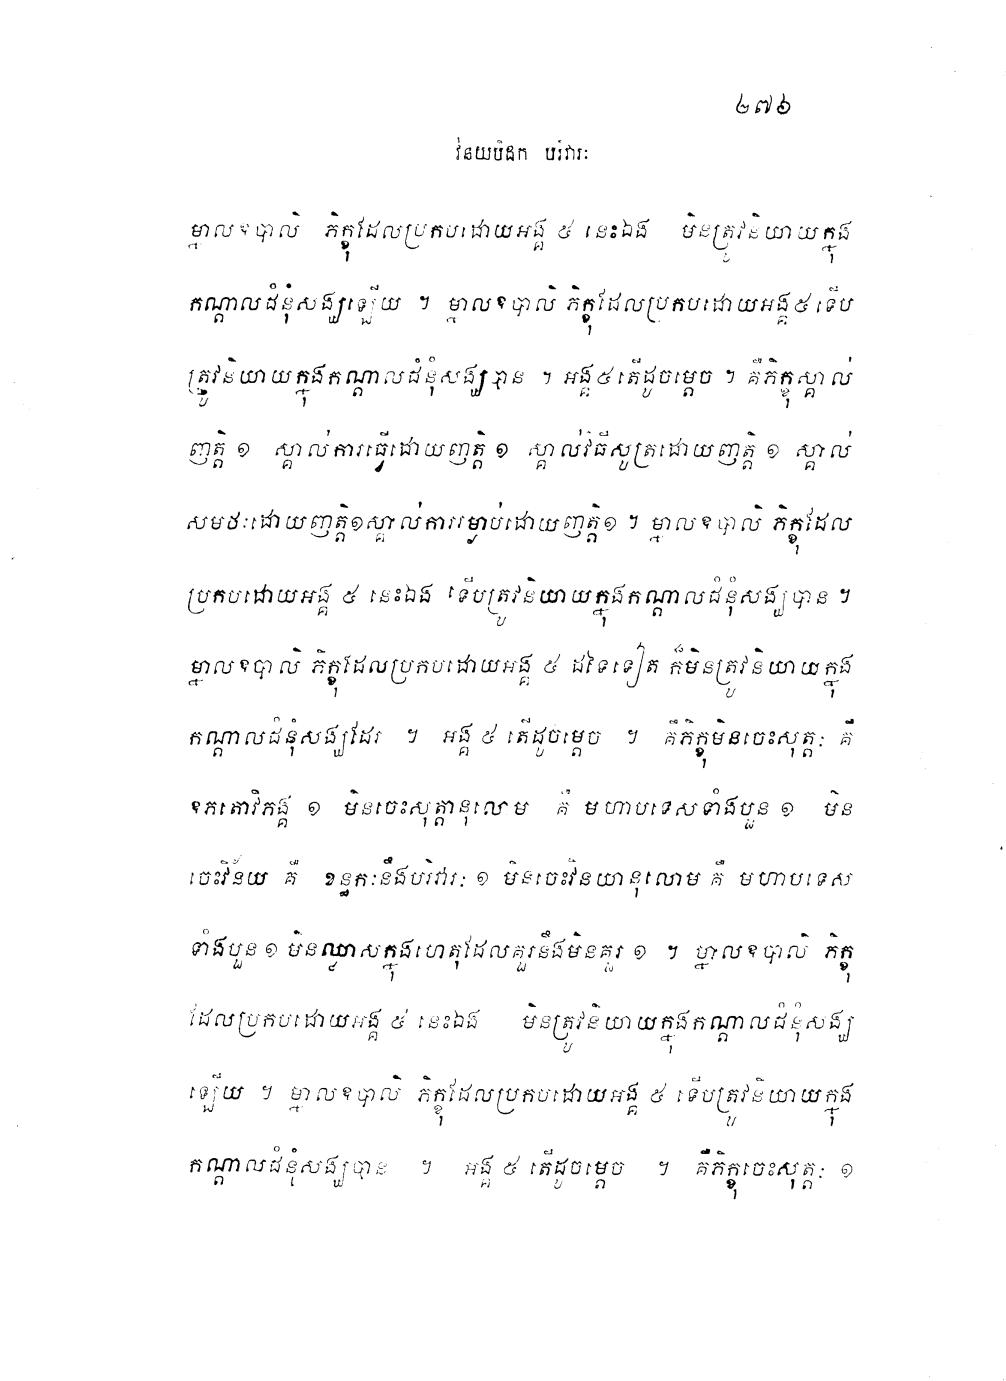 ២៧៦
វិនយបិដក បរិវារៈ
ម្នាលឧបាលិ ភិក្ខុដែលប្រកបដោយអង្គ ៥ នេះឯង មិនត្រូវនិយាយក្នុង
កណ្តាលជំនុំសង្ឃឡើយ ។ ម្នាលឧបាលិ ភិក្ខុដែលប្រកបដោយអង្គ៥ ទើប
ត្រូវនិយាយក្នុងកណ្តាលជំនុំសង្ឃបាន ។ អង្គ៥តើដូចម្តេច ។ គឺភិក្ខុស្គាល់
ញត្តិ ១ ស្គាល់ការធ្វើដោយញត្តិ ១ ស្គាល់វិធីសូត្រដោយញត្តិ ១ ស្គាល់
សមថៈដោយញត្តិ១ស្គាល់ការរម្ងាប់ដោយញត្តិ១ ។ ម្នាលឧបាលិ ភិក្ខុដែល
ប្រកបដោយអង្គ ៥ នេះឯង ទើបត្រូវនិយាយក្នុងកណ្តាលជំនុំសង្ឃបាន ។
ម្នាលឧបាលិ ភិក្ខុដែលប្រកបដោយអង្គ ៥ ដទៃទៀត ក៏មិនត្រូវនិយាយក្នុង
កណ្តាលជំនុំសង្ឃដែរ ។ អង្គ ៥ តើដូចម្តេច ។ គឺភិក្ខុមិនចេះសុត្តៈ គឺ
ឧភតោវិភង្គ ១ មិនចេះសុត្តានុលោម គឺ មហាបទេសទាំងបួន ១ មិន
ចេះវិន័យ គឺ ខន្ធកៈនឹងបរិវារៈ ១ មិនចេះវិនយានុលោម គឺ មហាបទេស
ទាំងបួន ១ មិនឈ្លាសក្នុងហេតុដែលគួរនឹងមិនគួរ ១ ។ ម្នាលឧបាលិ ភិក្ខុ
ដែលប្រកបដោយអង្គ ៥ នេះឯង មិនត្រូវនិយាយក្នុងកណ្តាលជំនុំសង្ឃ
ឡើយ ។ ម្នាលឧបាលិ ភិក្ខុដែលប្រកបដោយអង្គ ៥ ទើបត្រូវនិយាយក្នុង
កណ្តាលជំនុំសង្ឃបាន ។ អង្គ ៥ តើដូចម្តេច ។ គឺភិក្ខុចេះសុត្តៈ ១